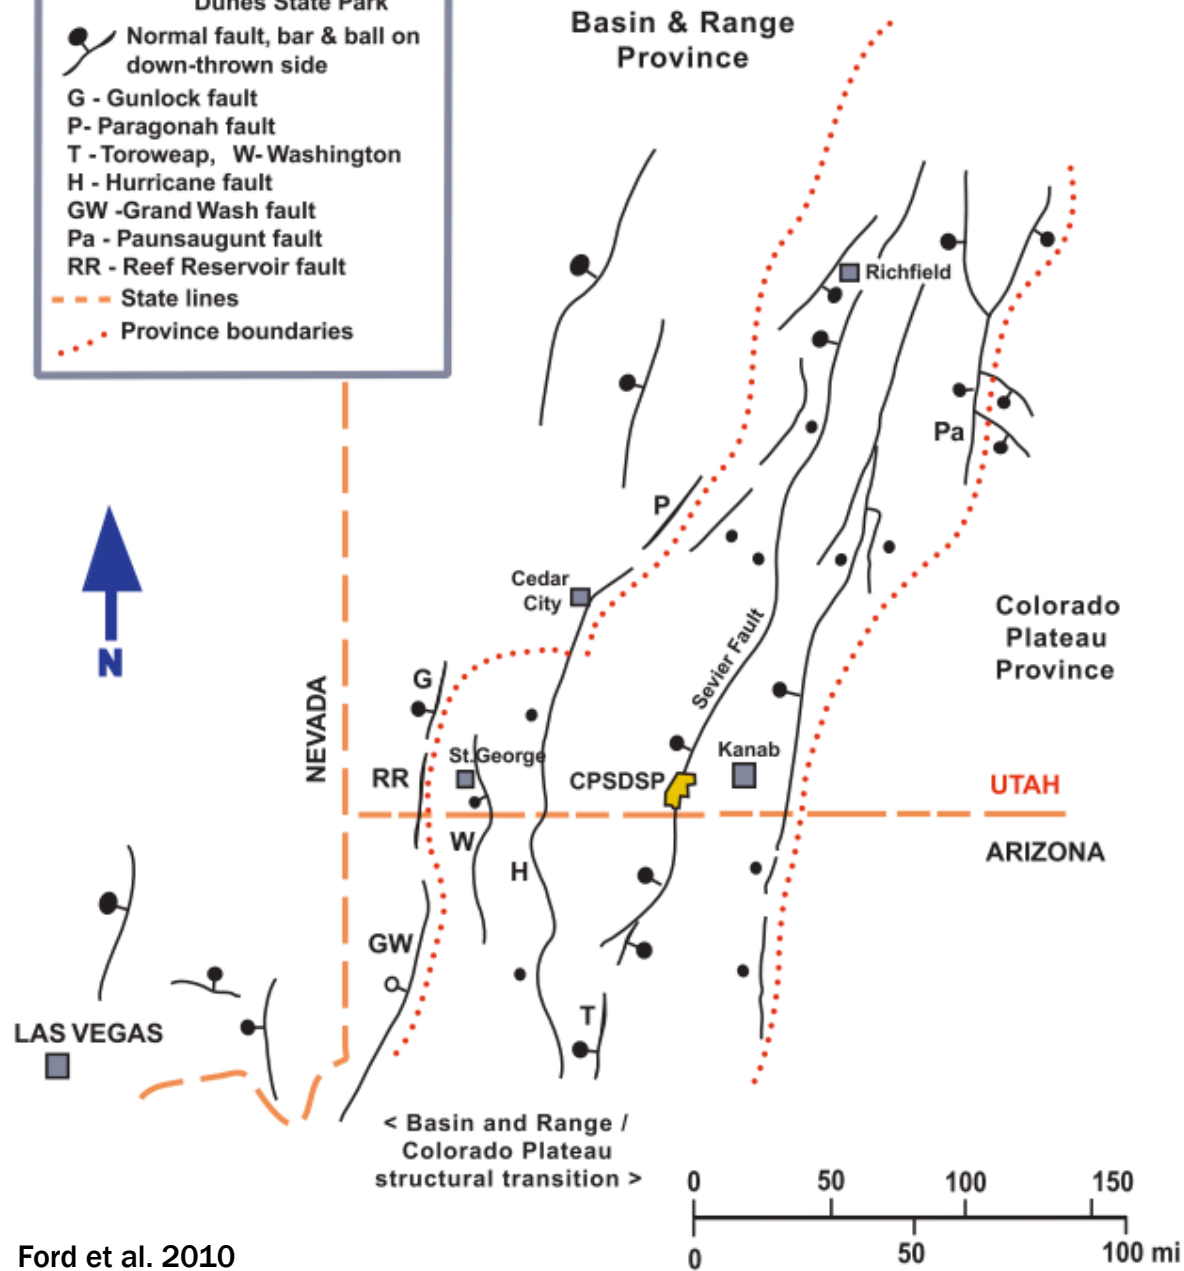 Dunes State Park
Normal fault, bar & ball on
down-thrown side
G - Gunlock fault
P- Paragonah fault
T - Toroweap, W- Washington
H - Hurricane fault
GW -Grand Wash fault
Pa - Paunsaugunt fault
RR - Reef Reservoir fault
State lines
Province boundaries
Basin & Range
Province
Richfield
Pa
P
Cedar
City
N
Colorado
Plateau
Province
Sevier Fault
NEVADA
G
St.George
RR
CPSDSP
Kanab
UTAH
W
ARIZONA
H
GW
T
LAS VEGAS
< Basin and Range /
Colorado Plateau
structural transition >
0 50 100 150
0 50 100 mi
Ford et al. 2010